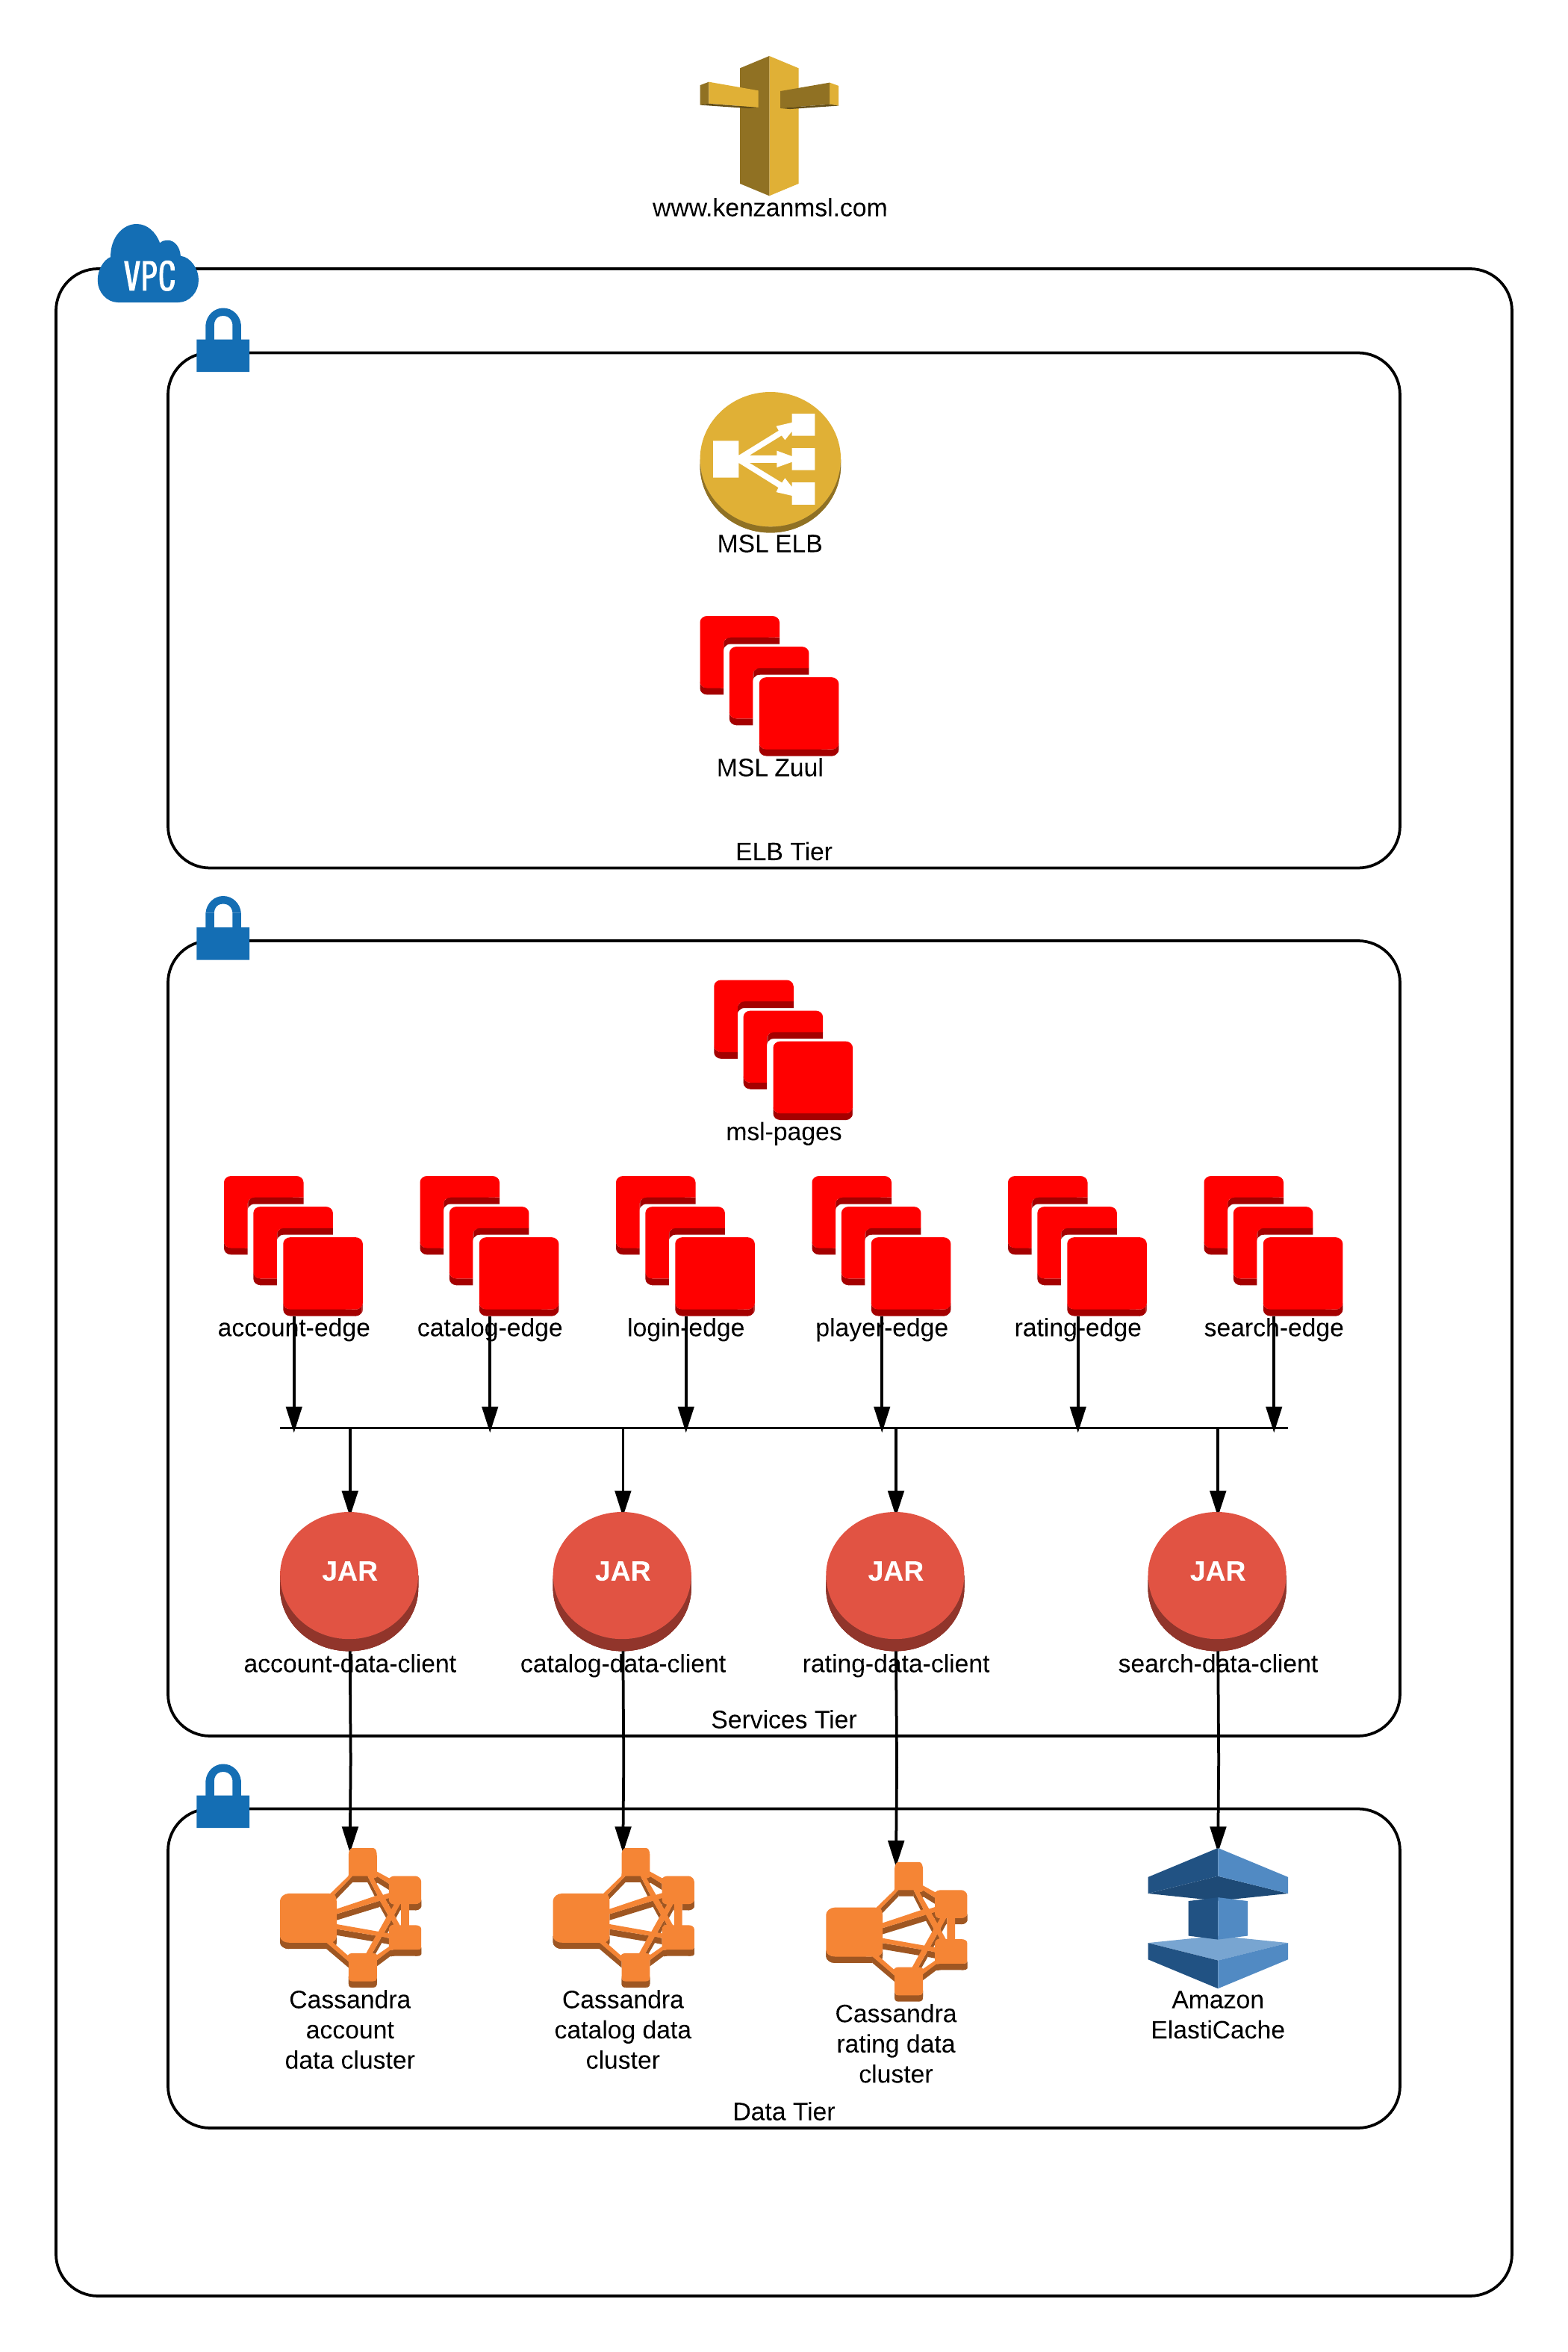 www.kenzanmsl.com
VPC
MSL ELB
MSL Zuul
ELB Tier
msl-pages
account-edge
catalog-edge
login-edge
player-edge
rating-edge
search-edge
JAR
JAR
JAR
JAR
account-data-client
catalog-data-client
rating-data-client
search-data-client
Services Tier
Cassandra
account
data cluster
Cassandra
catalog data
cluster
Cassandra
rating data
cluster
Amazon
ElastiCache
Data Tier